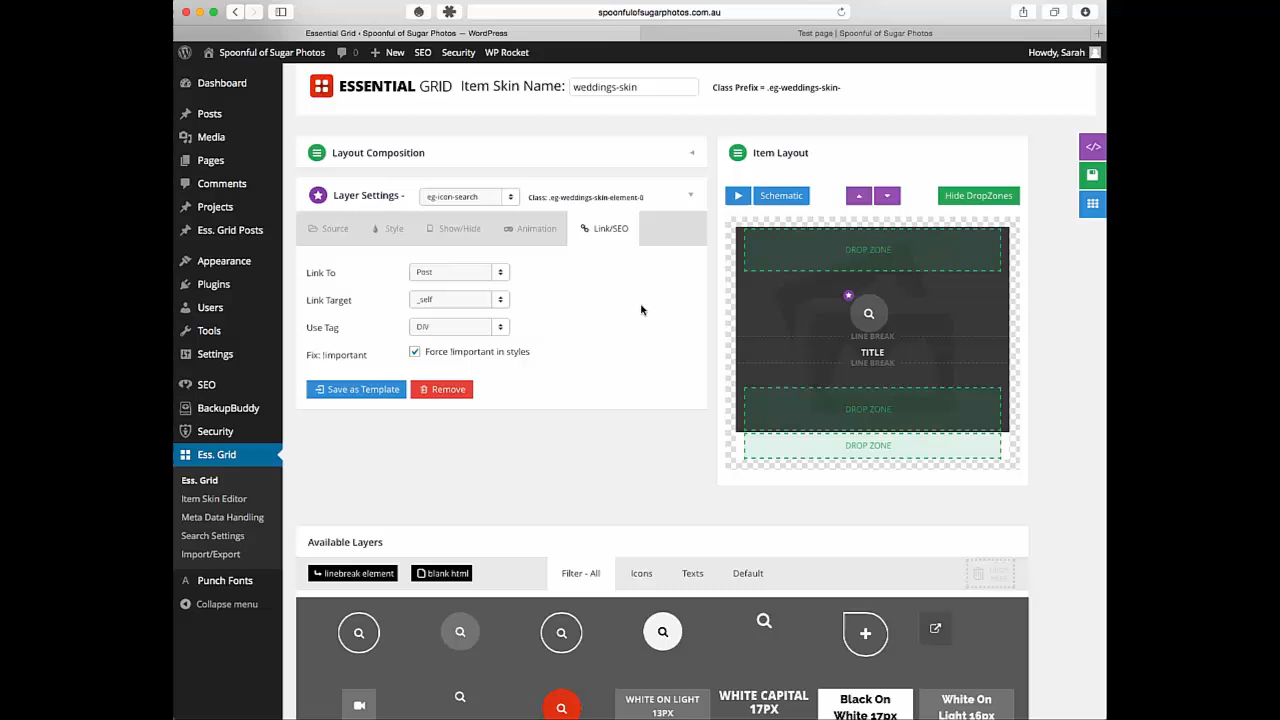 spoonfulofsugarphotos.com.au
Essential Grid ‹ Spoonful of Sugar Photos — WordPress
Test page | Spoonful of Sugar Photos
Spoonful of Sugar Photos 0 New SEO Security WP Rocket Howdy, Sarah
Dashboard
Posts
Media
Pages
Comments
Projects
Ess. Grid Posts
Appearance
Plugins
Users
Tools
Settings
SEO
BackupBuddy
Security
Ess. Grid
Ess. Grid
Item Skin Editor
Meta Data Handling
Search Settings
Import/Export
Punch Fonts
Collapse menu
ESSENTIAL GRID Item Skin Name: weddings-skin Class Prefix = .eg-weddings-skin-
Layout Composition
Layer Settings - eg-icon-search Class: .eg-weddings-skin-element-0
Source Style Show/Hide Animation Link/SEO
Link To Post
Link Target _self
Use Tag DIV
Fix: !important Force !important in styles
Save as Template Remove
Item Layout
Schematic Hide DropZones
DROP ZONE
LINE BREAK
TITLE
LINE BREAK
DROP ZONE
DROP ZONE
Available Layers
linebreak element blank html Filter - All Icons Texts Default
WHITE ON LIGHT
13PX
WHITE CAPITAL
17PX
Black On
White 17px
White On
Light 16px